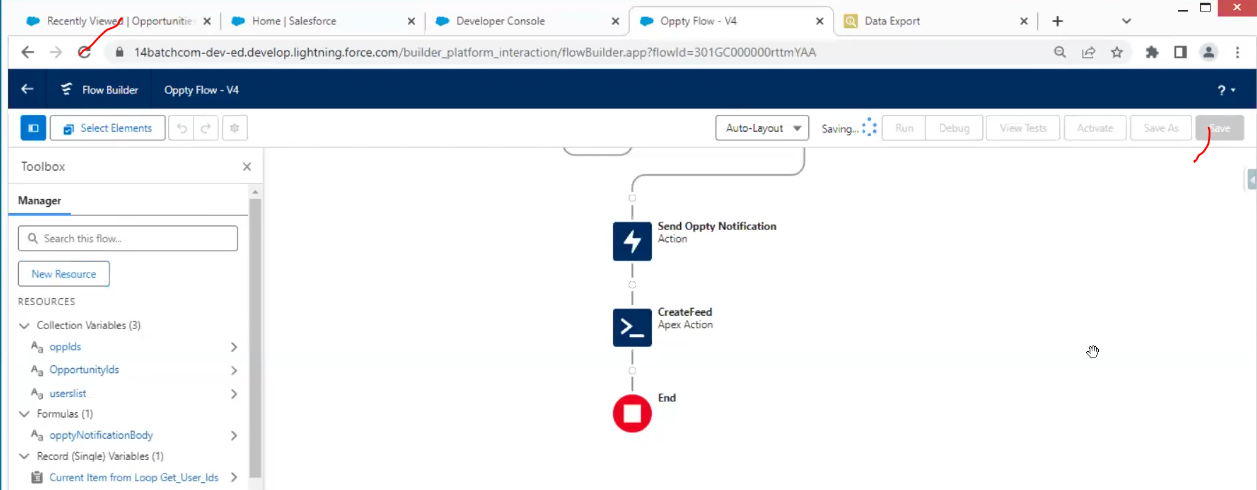 Recently Viewed | Opportunities
Home | Salesforce
Developer Console
Oppty Flow - V4
Data Export
14batchcom-dev-ed.develop.lightning.force.com/builder_platform_interaction/flowBuilder.app?flowId=301GC000000rttmYAA
Flow Builder
Oppty Flow - V4
?
Select Elements
Auto-Layout
Saving...
Run
Debug
View Tests
Activate
Save As
Save
Toolbox
Manager
Search this flow...
New Resource
RESOURCES
Collection Variables (3)
oppIds
OpportunityIds
userslist
Formulas (1)
opptyNotificationBody
Record (Single) Variables (1)
Current Item from Loop Get_User_Ids
Send Oppty Notification
Action
CreateFeed
Apex Action
End